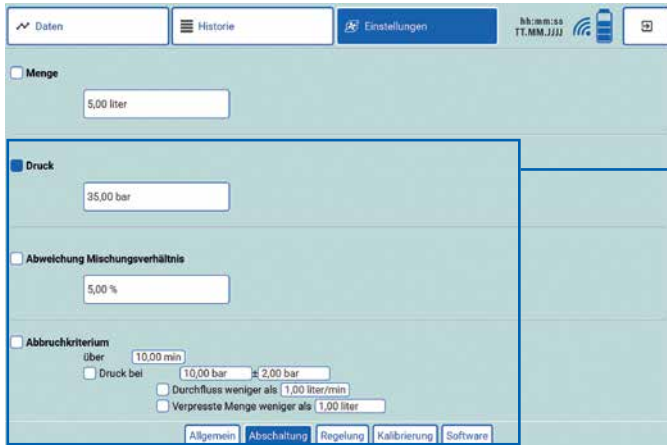 Daten Historie Einstellungen hh:mm:ss
TT.MM.JJJJ
Menge
5,00 liter
Druck
35,00 bar
Abweichung Mischungsverhältnis
5,00 %
Abbruchkriterium
über 10,00 min
Druck bei 10,00 bar ± 2,00 bar
Durchfluss weniger als 1,00 liter/min
Verpresste Menge weniger als 1,00 liter
Allgemein Abschaltung Regelung Kalibrierung Software